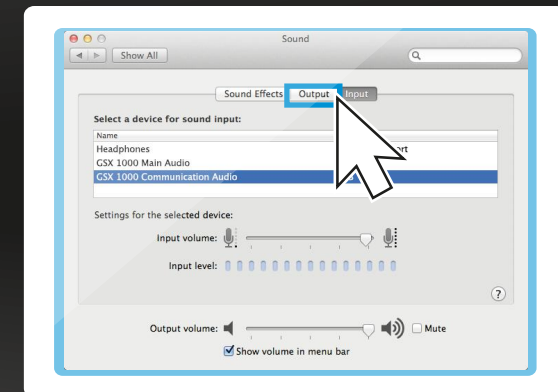 Sound
Show All
Sound Effects Output Input
Select a device for sound input:
Name
Headphones
GSX 1000 Main Audio
GSX 1000 Communication Audio
Settings for the selected device:
Input volume:
Input level:
?
Output volume: Mute
Show volume in menu bar